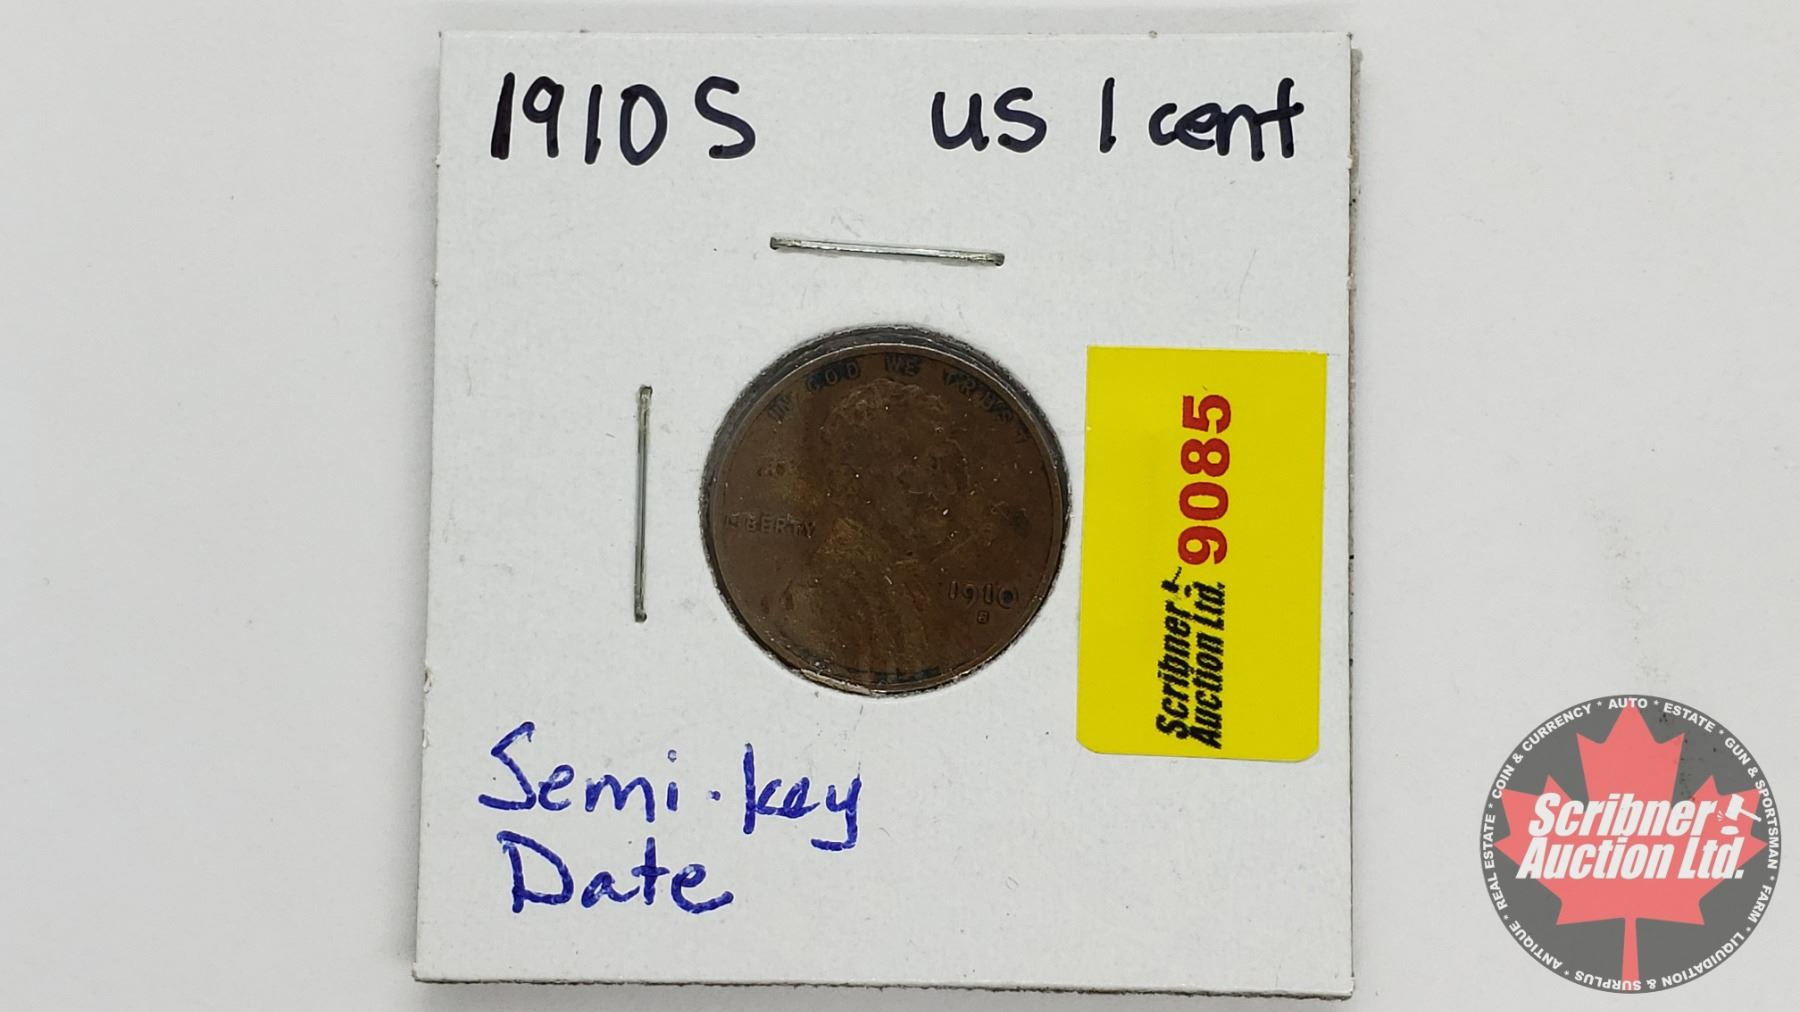 1910 S US 1 cent
IN GOD WE TRUST
LIBERTY
1910
S
9085
Scribner
Auction Ltd.
Semi-key
Date
REAL ESTATE * COIN & CURRENCY * AUTO * ESTATE * GUN & SPORTSMAN * FARM * LIQUIDATION & SURPLUS * ANTIQUE *
Scribner
Auction Ltd.